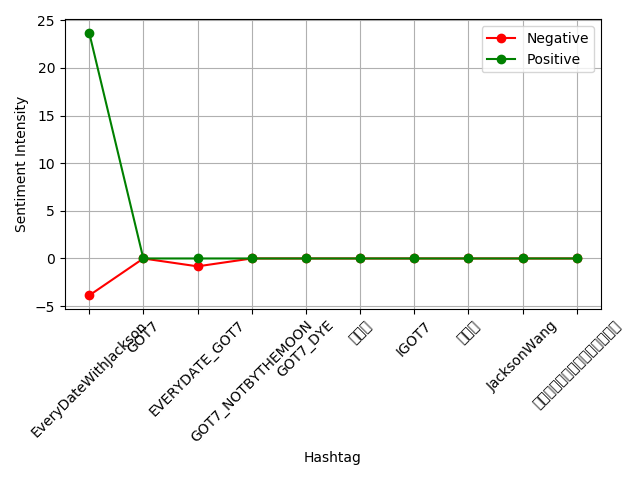 25
20
15
10
5
0
−5
Sentiment Intensity
Negative
Positive
EveryDateWithJackson
GOT7
EVERYDATE_GOT7
GOT7_NOTBYTHEMOON
GOT7_DYE
IGOT7
JacksonWang
Hashtag